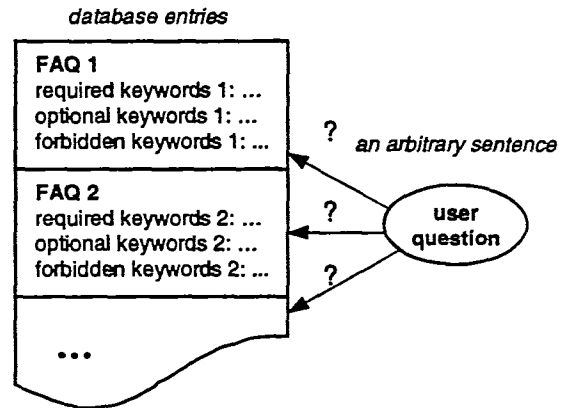 database entries
FAQ 1
required keywords 1: ...
optional keywords 1: ...
forbidden keywords 1: ...
FAQ 2
required keywords 2: ...
optional keywords 2: ...
forbidden keywords 2: ...
...
?
an arbitrary sentence
?
?
user
question